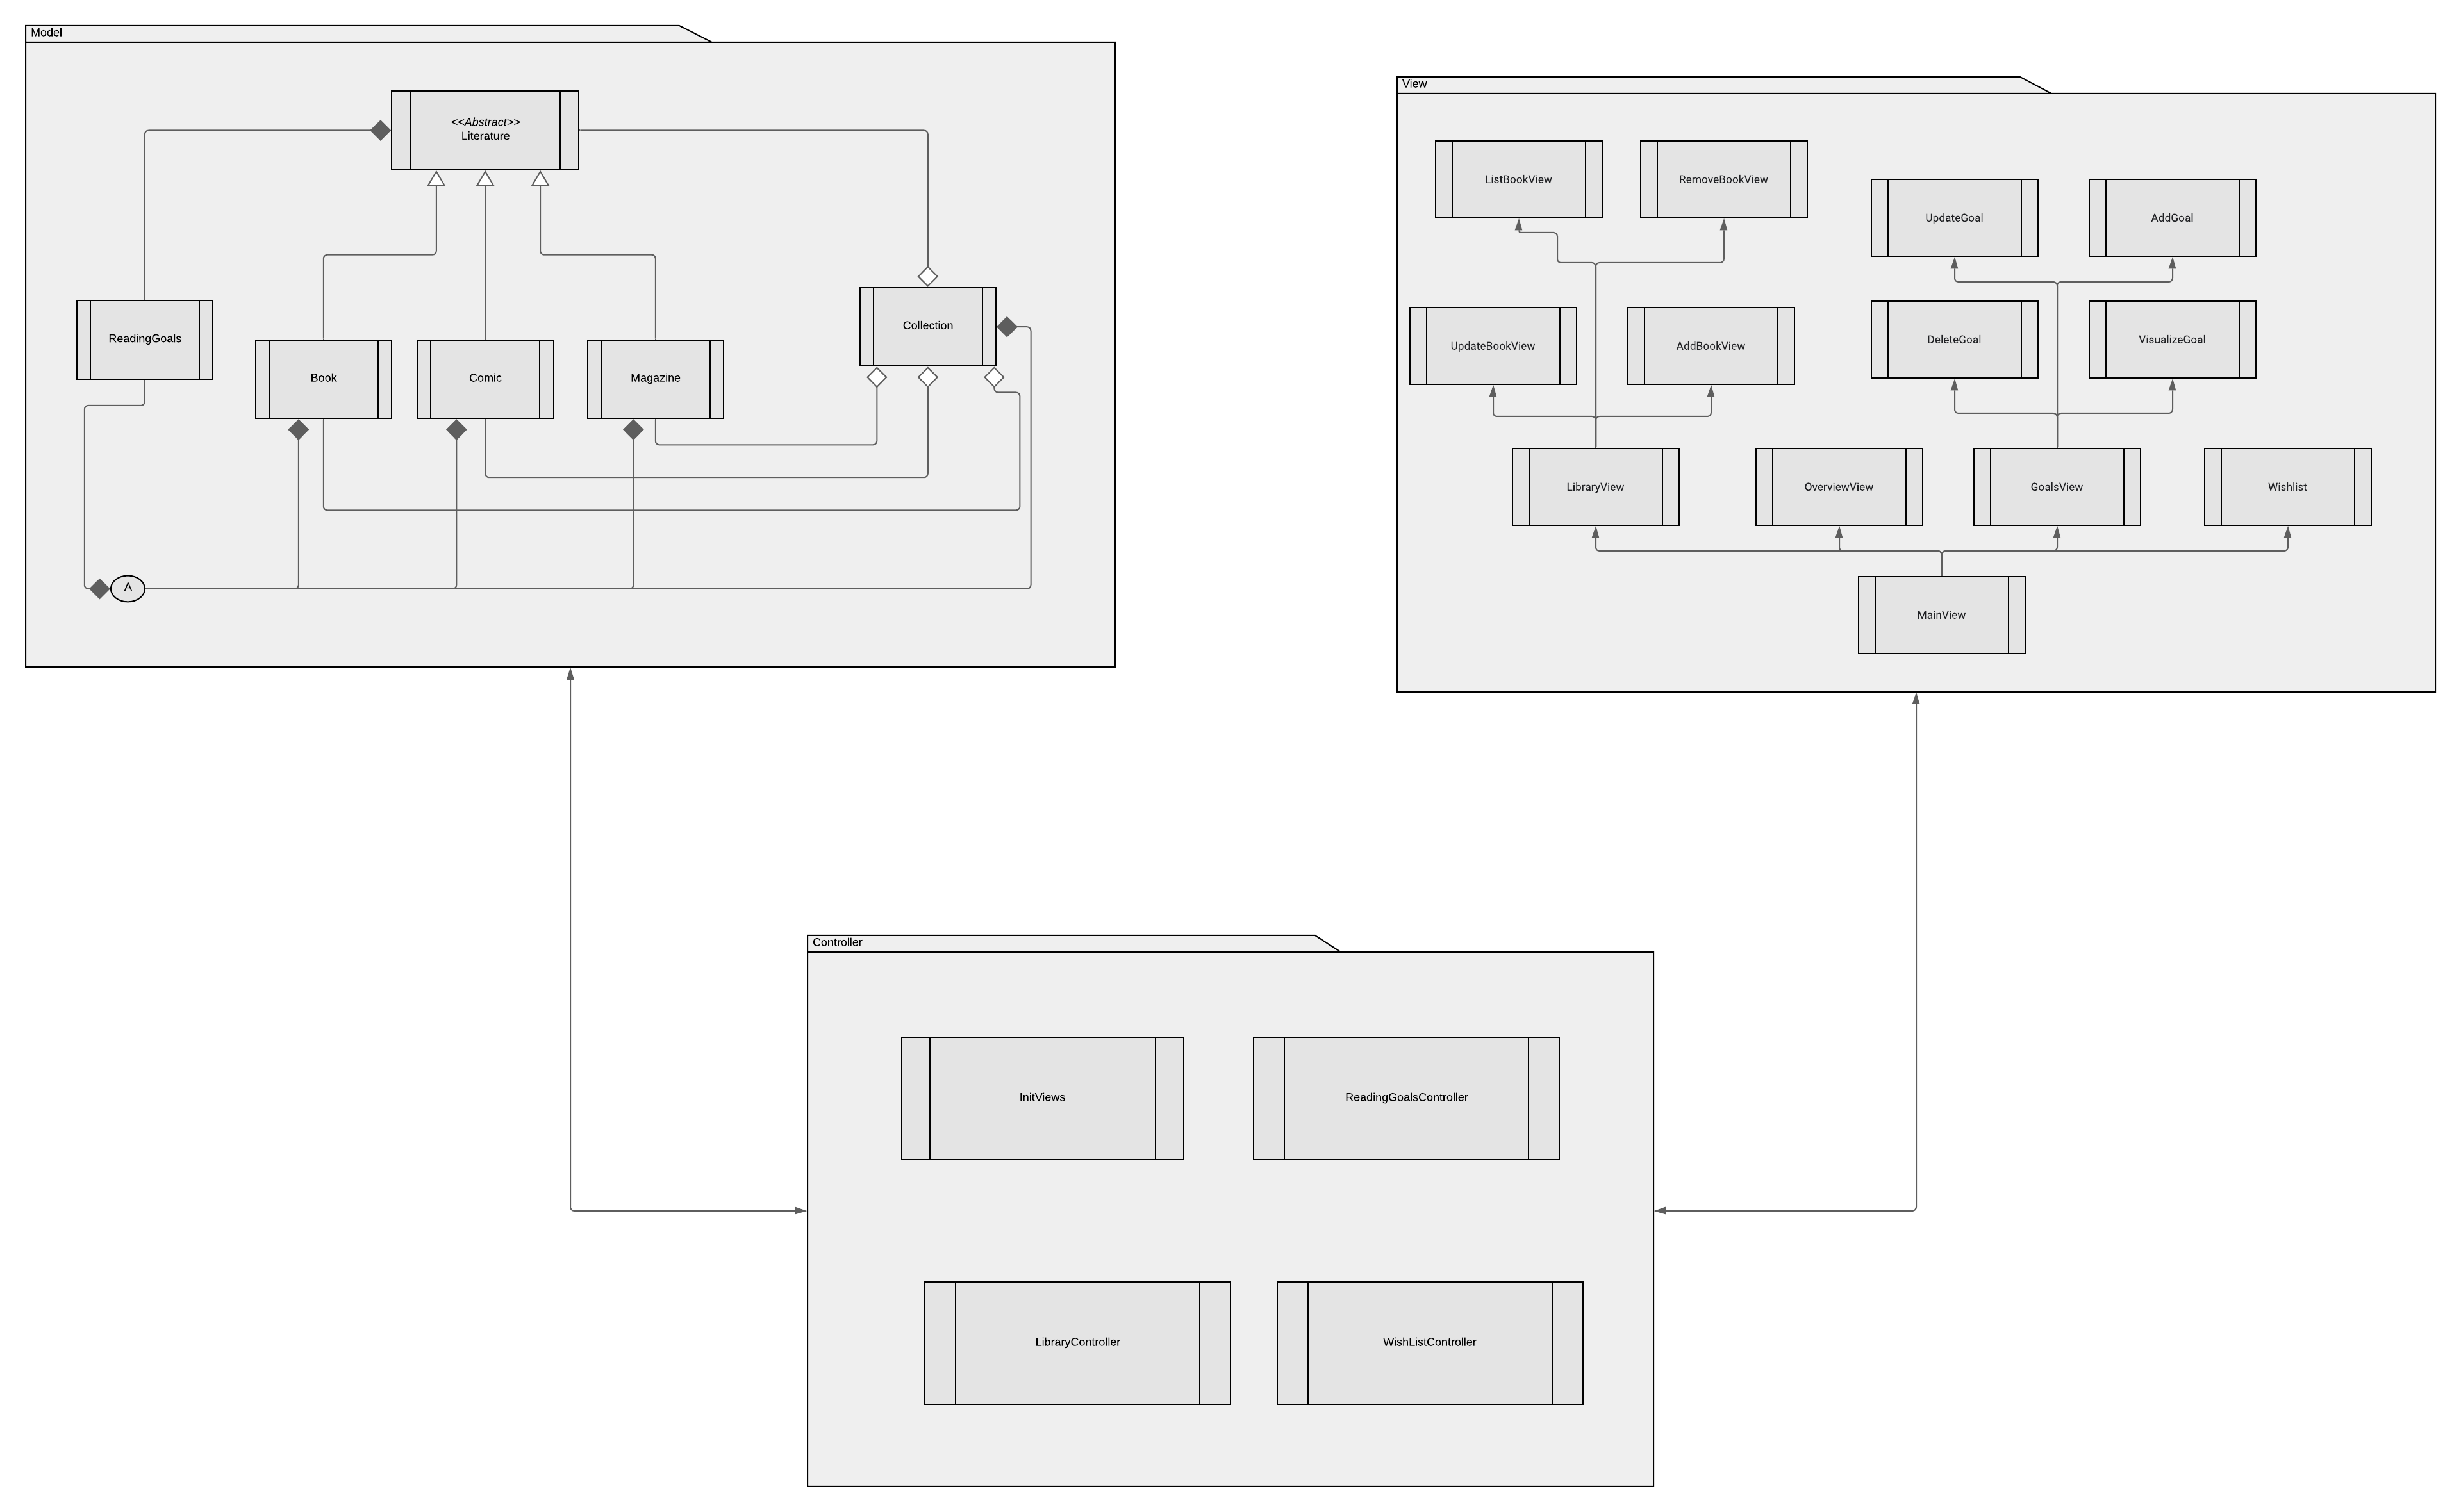 Model
<<Abstract>>
Literature
ReadingGoals
Book
Comic
Magazine
Collection
A
View
ListBookView
RemoveBookView
UpdateGoal
AddGoal
UpdateBookView
AddBookView
DeleteGoal
VisualizeGoal
LibraryView
OverviewView
GoalsView
Wishlist
MainView
Controller
InitViews
ReadingGoalsController
LibraryController
WishListController